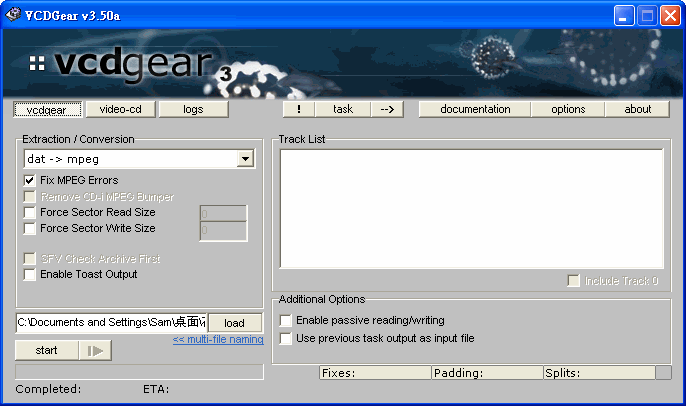 VCDGear v3.50a
vcdgear 3
vcdgear video-cd logs ! task --> documentation options about
Extraction / Conversion
dat -> mpeg
Fix MPEG Errors
Remove CD-i MPEG Bumper
Force Sector Read Size 0
Force Sector Write Size 0
SFV Check Archive First
Enable Toast Output
C:\Documents and Settings\Sam\桌面\ load
<< multi-file naming
start
Completed: ETA:
Track List
Include Track 0
Additional Options
Enable passive reading/writing
Use previous task output as input file
Fixes: Padding: Splits: